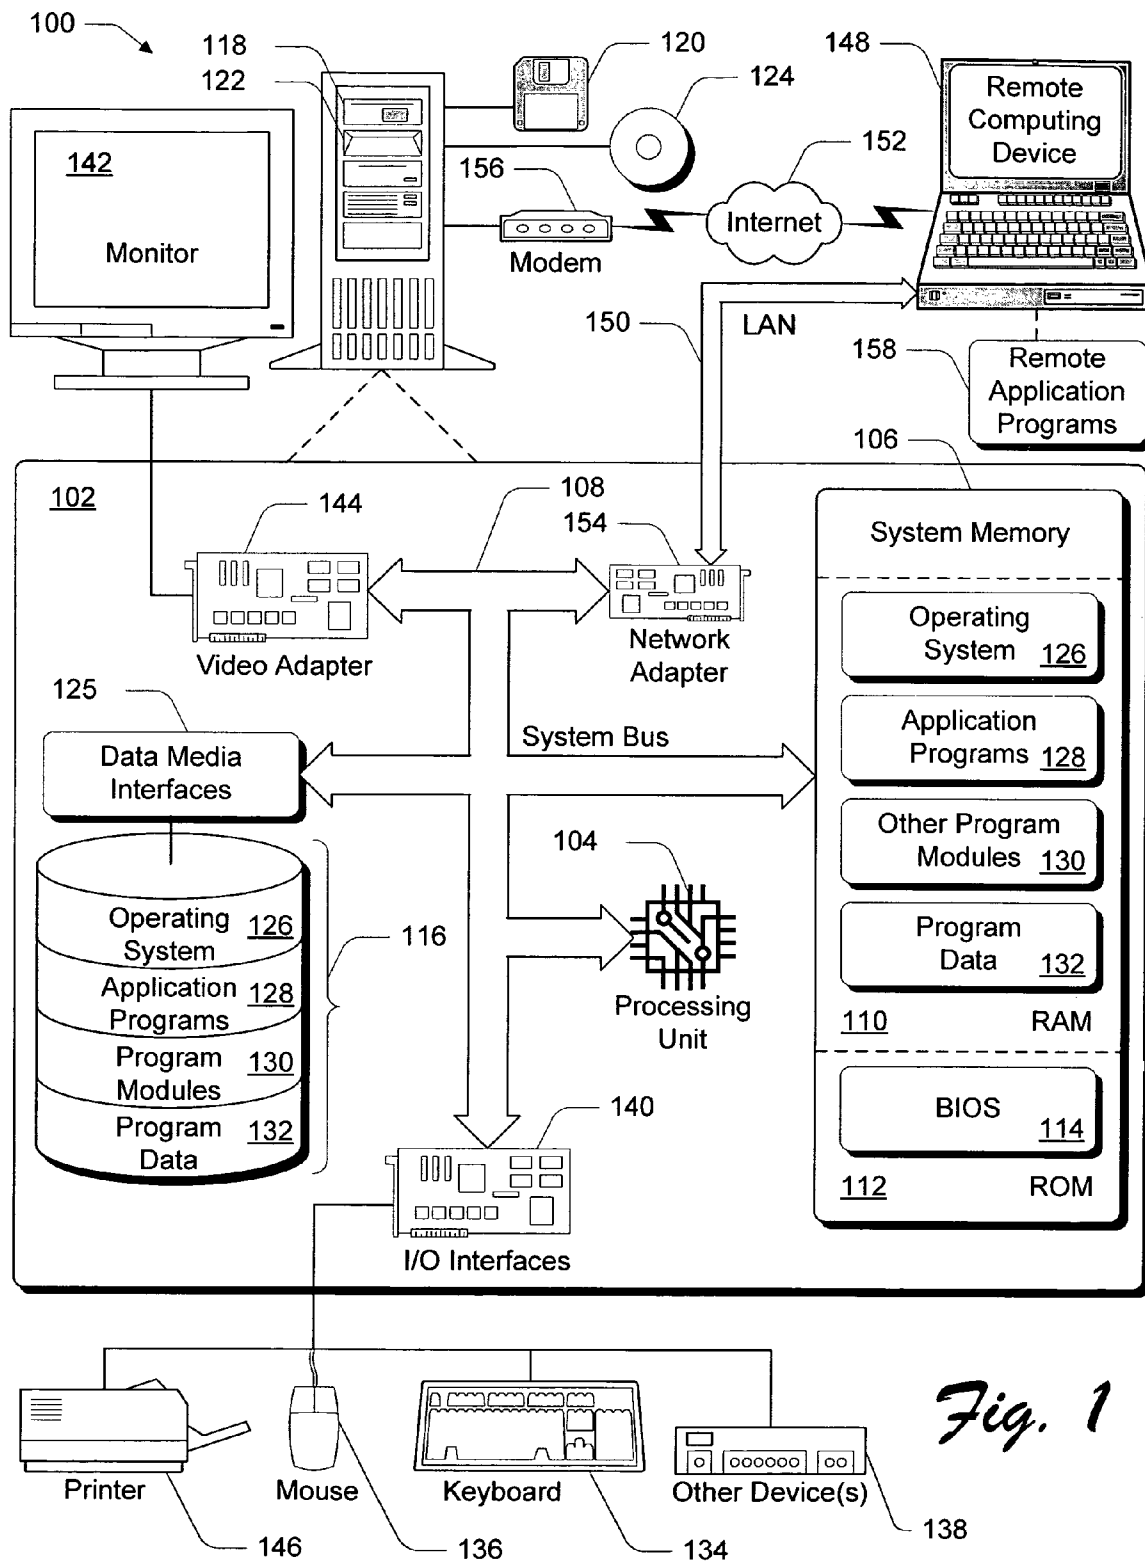 100
118
122
120
124
148
Remote
Computing
Device
142
Monitor
156
Modem
152
Internet
150
LAN
158
Remote
Application
Programs
106
102
144
108
154
System Memory
Video Adapter
Network
Adapter
Operating
System 126
125
Data Media
Interfaces
System Bus
Application
Programs 128
Other Program
Modules 130
104
Processing
Unit
Program
Data 132
110 RAM
Operating
System 126
116
Application
Programs 128
Program
Modules 130
Program
Data 132
140
I/O Interfaces
BIOS 114
112 ROM
Printer
146
Mouse
136
Keyboard
134
Other Device(s)
138
Fig. 1